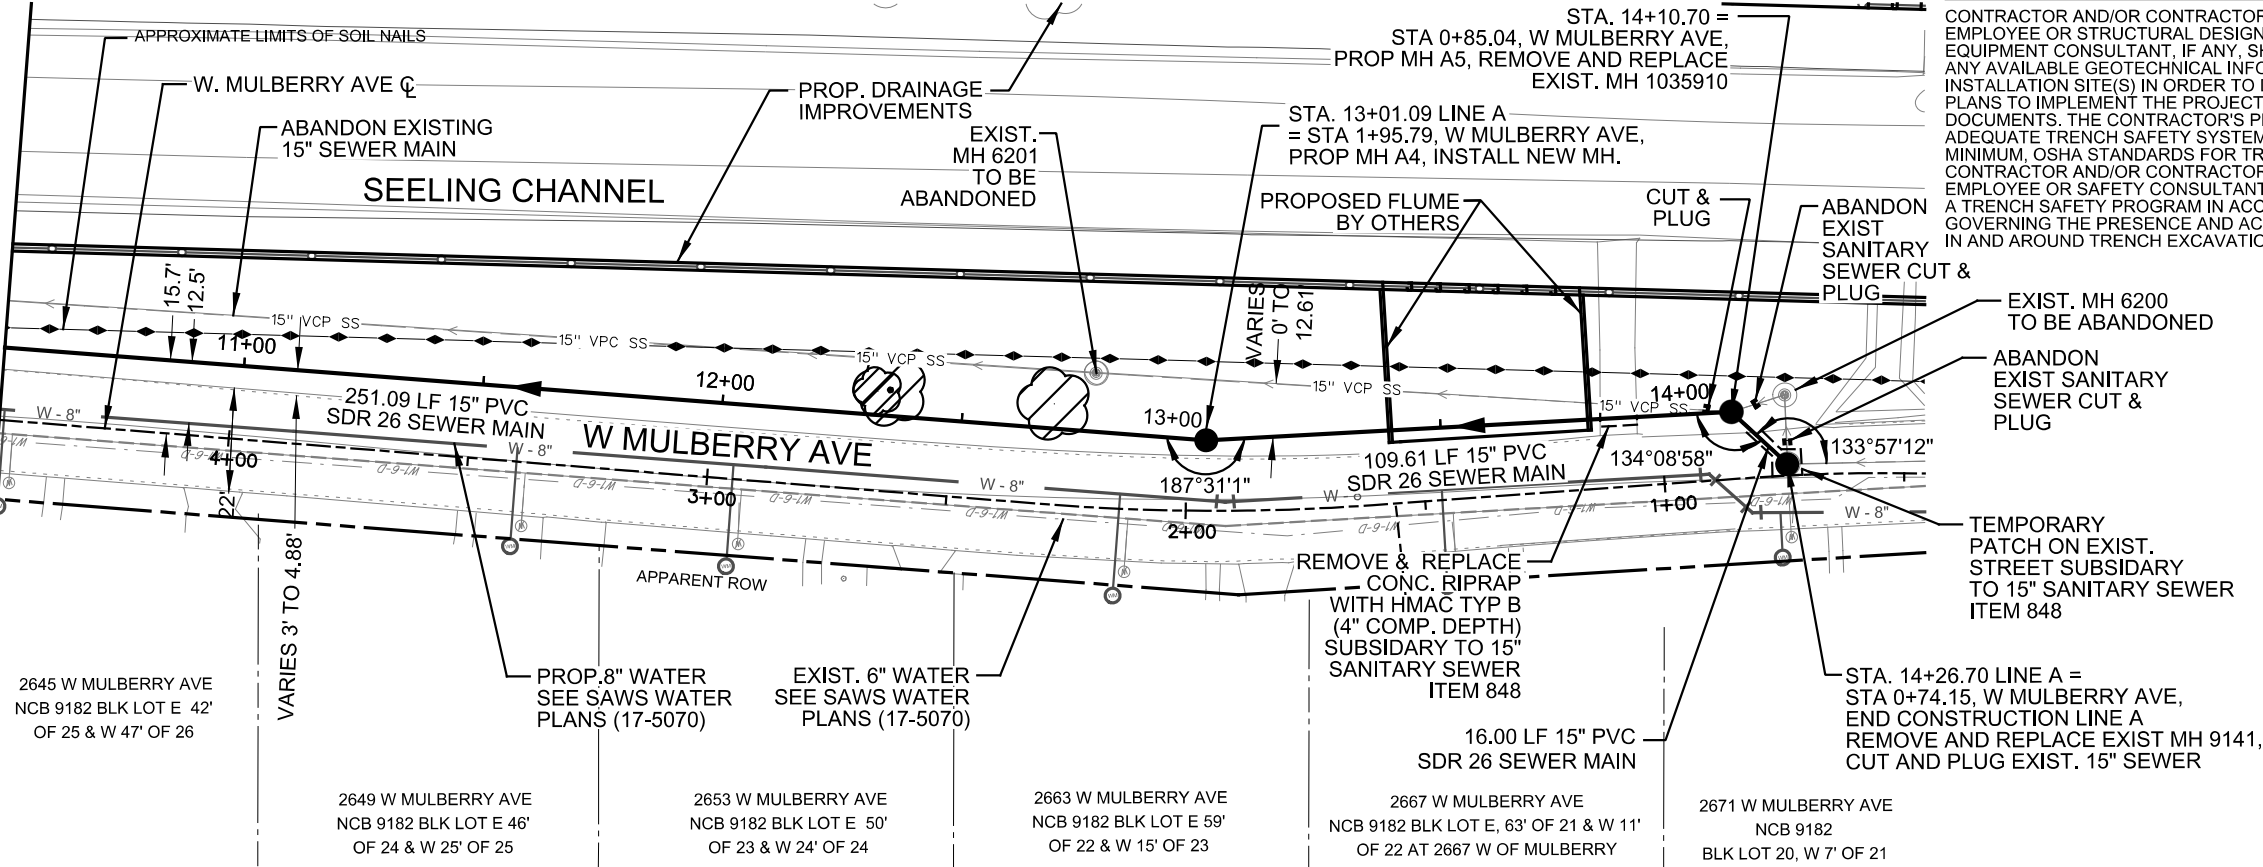 APPROXIMATE LIMITS OF SOIL NAILS
W. MULBERRY AVE ℄
ABANDON EXISTING
15" SEWER MAIN
SEELING CHANNEL
PROP. DRAINAGE
IMPROVEMENTS
EXIST.
MH 6201
TO BE
ABANDONED
STA. 14+10.70 =
STA 0+85.04, W MULBERRY AVE,
PROP MH A5, REMOVE AND REPLACE
EXIST. MH 1035910
STA. 13+01.09 LINE A
= STA 1+95.79, W MULBERRY AVE,
PROP MH A4, INSTALL NEW MH.
PROPOSED FLUME
BY OTHERS
CUT &
PLUG
ABANDON
EXIST
SANITARY
SEWER CUT &
PLUG
CONTRACTOR AND/OR CONTRACTOR
EMPLOYEE OR STRUCTURAL DESIGN
EQUIPMENT CONSULTANT, IF ANY, SH
ANY AVAILABLE GEOTECHNICAL INFO
INSTALLATION SITE(S) IN ORDER TO
PLANS TO IMPLEMENT THE PROJECT
DOCUMENTS. THE CONTRACTOR'S P
ADEQUATE TRENCH SAFETY SYSTEM
MINIMUM, OSHA STANDARDS FOR TR
CONTRACTOR AND/OR CONTRACTOR
EMPLOYEE OR SAFETY CONSULTANT
A TRENCH SAFETY PROGRAM IN ACC
GOVERNING THE PRESENCE AND AC
IN AND AROUND TRENCH EXCAVATIO
EXIST. MH 6200
TO BE ABANDONED
ABANDON
EXIST SANITARY
SEWER CUT &
PLUG
15.7'
12.5'
15" VCP SS
15" VPC SS
15" VCP SS
15" VCP SS
15" VCP SS
VARIES
0' TO
12.61'
11+00
12+00
13+00
14+00
251.09 LF 15" PVC
SDR 26 SEWER MAIN
W MULBERRY AVE
109.61 LF 15" PVC
SDR 26 SEWER MAIN
187°31'1"
134°08'58"
133°57'12"
W - 8"
W - 8"
W - 8"
W - 8"
4+00
3+00
2+00
1+00
W1-6-D
W1-6-D
W1-6-D
W1-6-D
W1-6-D
W1-6-D
22'
VARIES 3' TO 4.88'
APPARENT ROW
REMOVE & REPLACE
CONC. RIPRAP
WITH HMAC TYP B
(4" COMP. DEPTH)
SUBSIDARY TO 15"
SANITARY SEWER
ITEM 848
TEMPORARY
PATCH ON EXIST.
STREET SUBSIDARY
TO 15" SANITARY SEWER
ITEM 848
PROP.8" WATER
SEE SAWS WATER
PLANS (17-5070)
EXIST. 6" WATER
SEE SAWS WATER
PLANS (17-5070)
16.00 LF 15" PVC
SDR 26 SEWER MAIN
STA. 14+26.70 LINE A =
STA 0+74.15, W MULBERRY AVE,
END CONSTRUCTION LINE A
REMOVE AND REPLACE EXIST MH 9141,
CUT AND PLUG EXIST. 15" SEWER
2645 W MULBERRY AVE
NCB 9182 BLK LOT E 42'
OF 25 & W 47' OF 26
2649 W MULBERRY AVE
NCB 9182 BLK LOT E 46'
OF 24 & W 25' OF 25
2653 W MULBERRY AVE
NCB 9182 BLK LOT E 50'
OF 23 & W 24' OF 24
2663 W MULBERRY AVE
NCB 9182 BLK LOT E 59'
OF 22 & W 15' OF 23
2667 W MULBERRY AVE
NCB 9182 BLK LOT E, 63' OF 21 & W 11'
OF 22 AT 2667 W OF MULBERRY
2671 W MULBERRY AVE
NCB 9182
BLK LOT 20, W 7' OF 21